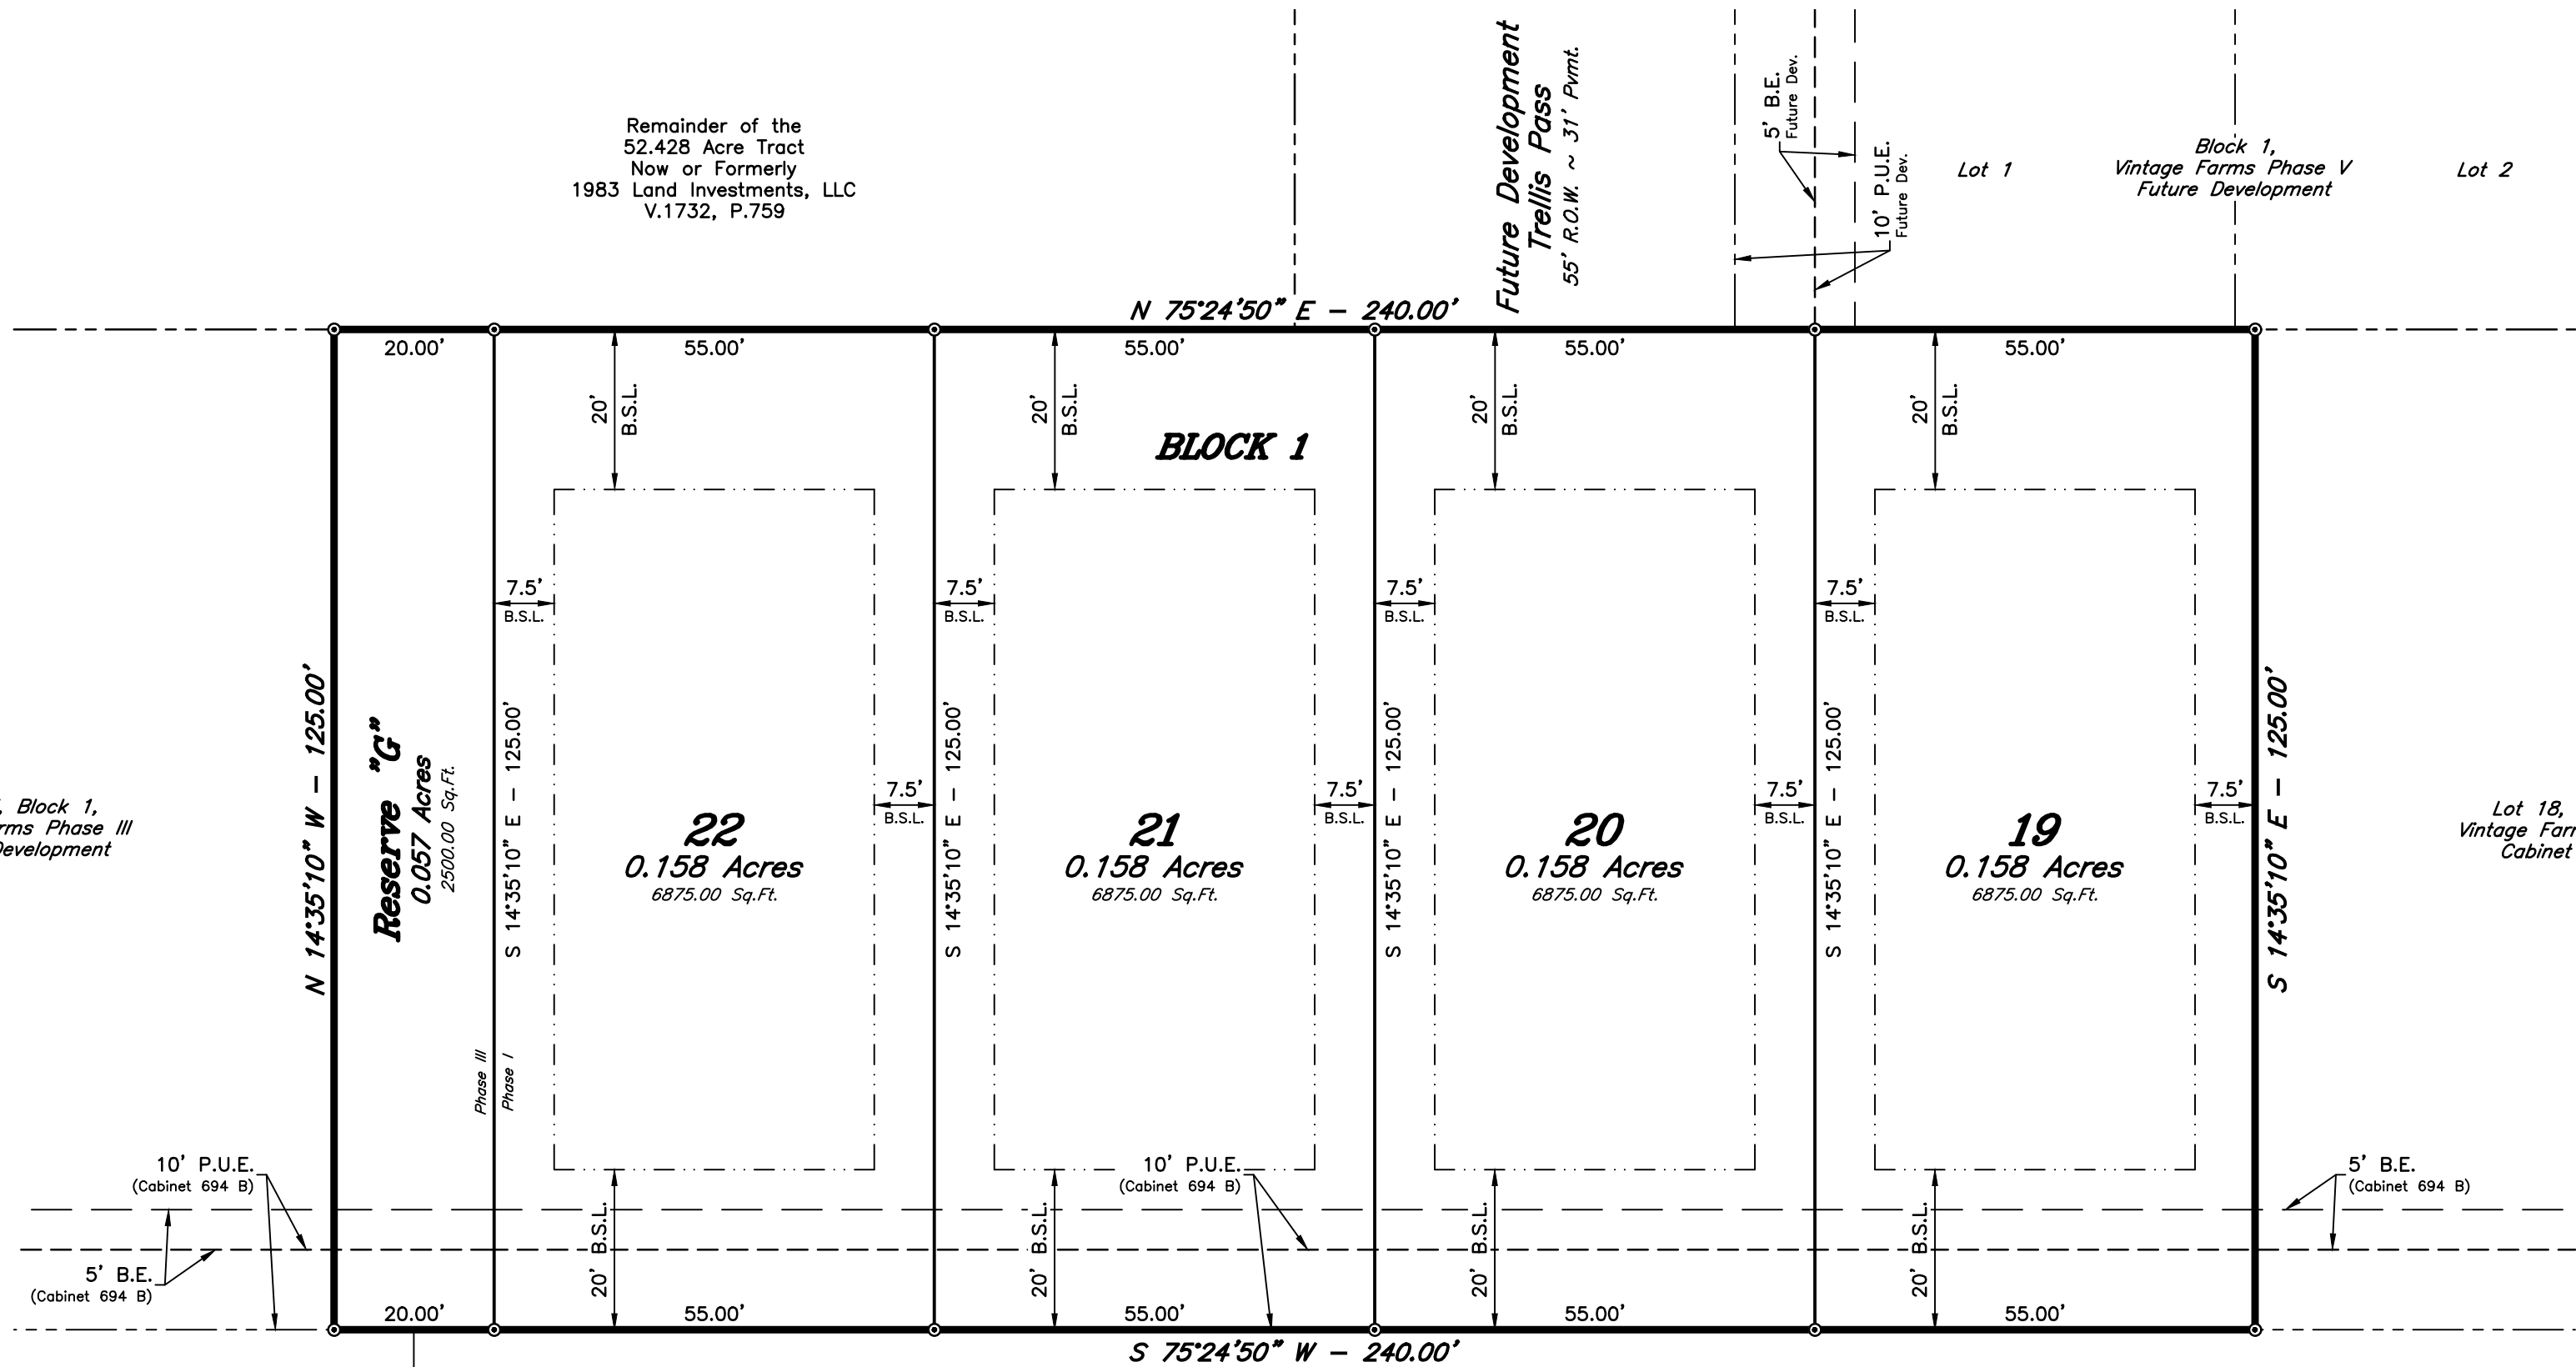 Remainder of the
52.428 Acre Tract
Now or Formerly
1983 Land Investments, LLC
V.1732, P.759
Future Development
Trellis Pass
55' R.O.W. ~ 31' Pvmt.
5' B.E.
Future Dev.
10' P.U.E.
Future Dev.
Lot 1
Block 1,
Vintage Farms Phase V
Future Development
Lot 2
N 75°24'50" E - 240.00'
20.00'
55.00'
55.00'
55.00'
55.00'
20'
B.S.L.
20'
B.S.L.
20'
B.S.L.
20'
B.S.L.
BLOCK 1
7.5'
B.S.L.
7.5'
B.S.L.
7.5'
B.S.L.
7.5'
B.S.L.
N 14°35'10" W - 125.00'
Reserve "G"
0.057 Acres
2500.00 Sq.Ft.
S 14°35'10" E - 125.00'
S 14°35'10" E - 125.00'
S 14°35'10" E - 125.00'
S 14°35'10" E - 125.00'
S 14°35'10" E - 125.00'
7.5'
B.S.L.
7.5'
B.S.L.
7.5'
B.S.L.
7.5'
B.S.L.
, Block 1,
rms Phase III
Development
22
0.158 Acres
6875.00 Sq.Ft.
21
0.158 Acres
6875.00 Sq.Ft.
20
0.158 Acres
6875.00 Sq.Ft.
19
0.158 Acres
6875.00 Sq.Ft.
Lot 18,
Vintage Farm
Cabinet
Phase III
Phase I
10' P.U.E.
(Cabinet 694 B)
10' P.U.E.
(Cabinet 694 B)
5' B.E.
(Cabinet 694 B)
5' B.E.
(Cabinet 694 B)
20' B.S.L.
20' B.S.L.
20' B.S.L.
20' B.S.L.
20.00'
55.00'
55.00'
55.00'
55.00'
S 75°24'50" W - 240.00'